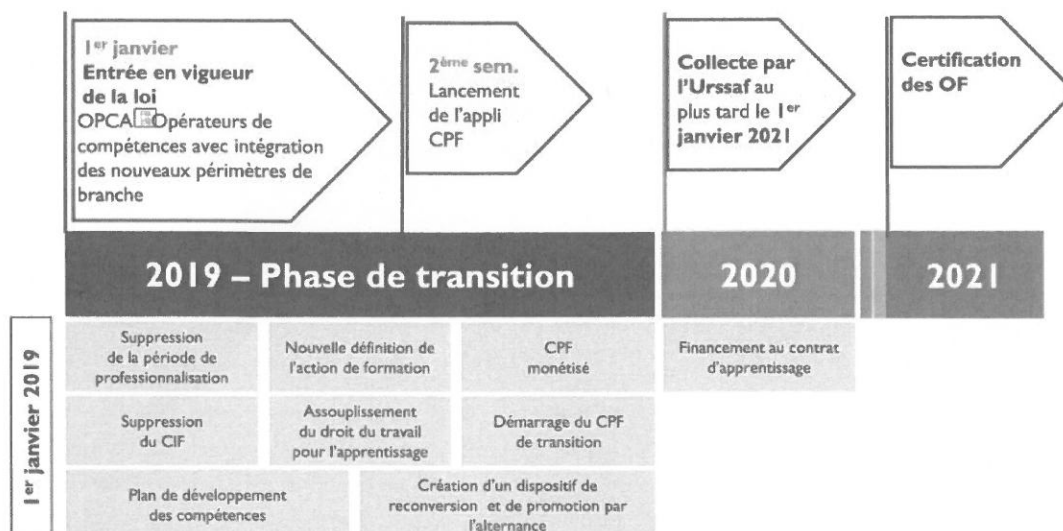 1er janvier
Entrée en vigueur
de la loi
OPCA Opérateurs de
compétences avec intégration
des nouveaux périmètres de
branche
2ème sem.
Lancement
de l'appli
CPF
Collecte par
l'Urssaf au
plus tard le 1er
janvier 2021
Certification
des OF
2019 – Phase de transition
2020
2021
1er janvier 2019
Suppression
de la période de
professionnalisation
Nouvelle définition de
l'action de formation
CPF
monétisé
Financement au contrat
d'apprentissage
Suppression
du CIF
Assouplissement
du droit du travail
pour l'apprentissage
Démarrage du CPF
de transition
Plan de développement
des compétences
Création d'un dispositif de
reconversion et de promotion par
l'alternance